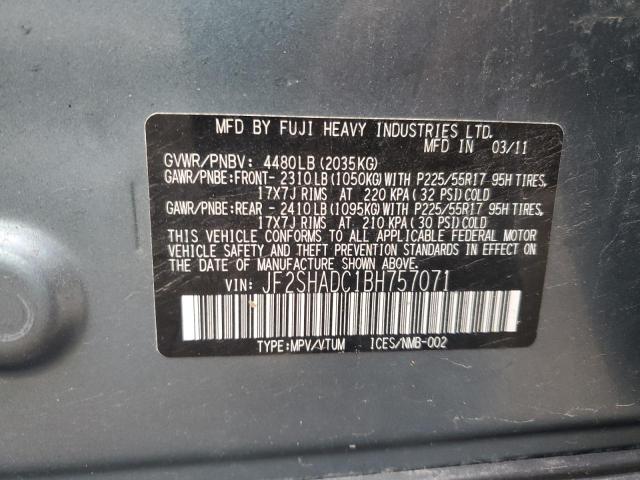 MFD BY FUJI HEAVY INDUSTRIES LTD.
MFD IN 03/11
GVWR/PNBV: 4480LB (2035KG)
GAWR/PNBE:FRONT- 2310LB (1050KG)WITH P225/55R17 95H TIRES,
17X7J RIMS AT 220 KPA (32 PSI)COLD
GAWR/PNBE:REAR - 2410LB (1095KG)WITH P225/55R17 95H TIRES,
17X7J RIMS AT 210 KPA (30 PSI)COLD
THIS VEHICLE CONFORMS TO ALL APPLICABLE FEDERAL MOTOR
VEHICLE SAFETY AND THEFT PREVENTION STANDARDS IN EFFECT ON
THE DATE OF MANUFACTURE SHOWN ABOVE.
VIN: JF2SHADC1BH757071
TYPE:MPV/VTUM ICES/NMB-002